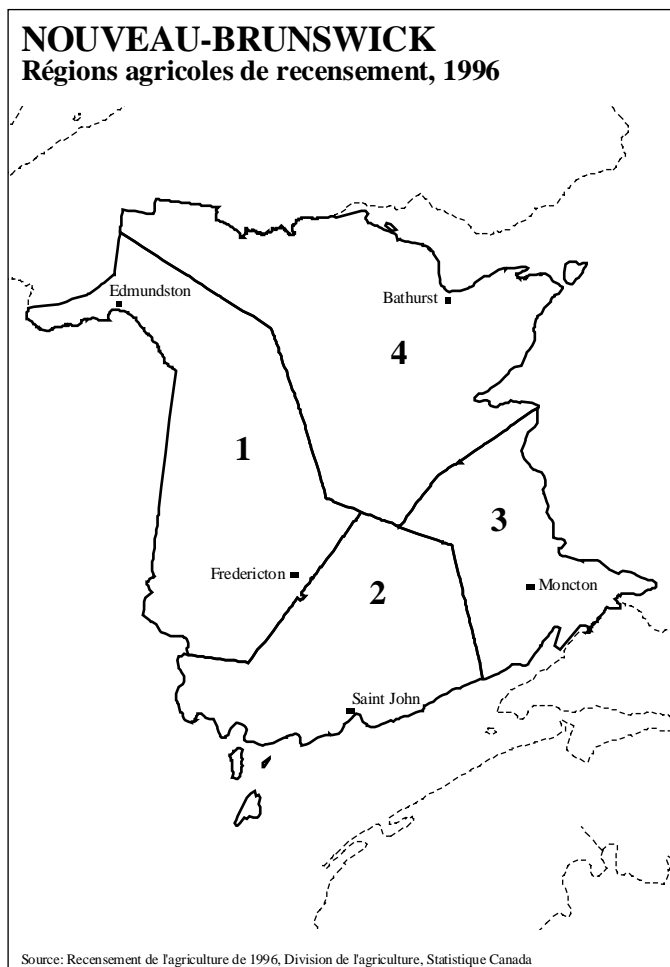 NOUVEAU-BRUNSWICK
Régions agricoles de recensement, 1996
Edmundston
Bathurst
4
1
3
Fredericton
Moncton
2
Saint John
Source: Recensement de l'agriculture de 1996, Division de l'agriculture, Statistique Canada